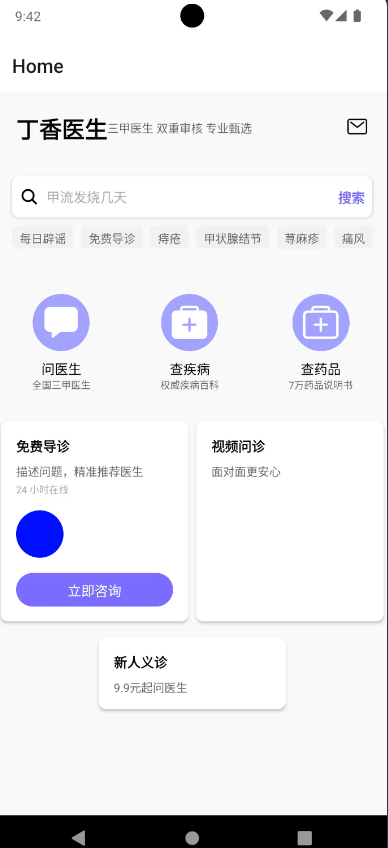 9:42
Home
丁香医生三甲医生 双重审核 专业甄选
甲流发烧几天 搜索
每日辟谣 免费导诊 痔疮 甲状腺结节 荨麻疹 痛风
问医生 查疾病 查药品
全国三甲医生 权威疾病百科 7万药品说明书
免费导诊 视频问诊
描述问题，精准推荐医生 面对面更安心
24 小时在线
立即咨询
新人义诊
9.9元起问医生